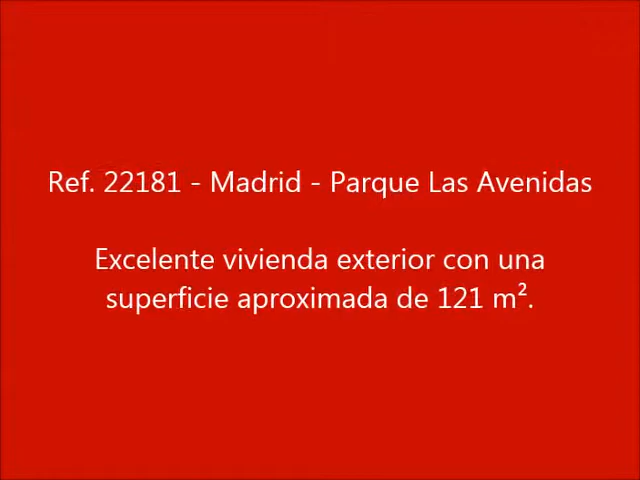 Ref. 22181 - Madrid - Parque Las Avenidas
Excelente vivienda exterior con una
superficie aproximada de 121 m².